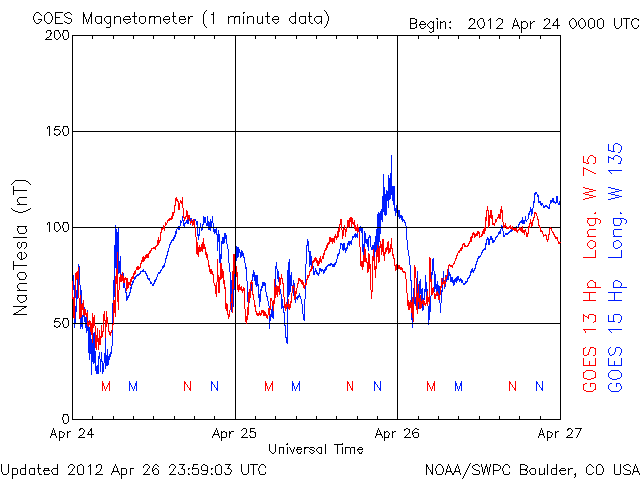 GOES Magnetometer (1 minute data)
Begin: 2012 Apr 24 0000 UTC
200
150
100
50
0
NanoTesla (nT)
M M N N M M N N M M N N
Apr 24 Apr 25 Apr 26 Apr 27
Universal Time
GOES 13 Hp Long. W 75
GOES 15 Hp Long. W 135
Updated 2012 Apr 26 23:59:03 UTC
NOAA/SWPC Boulder, CO USA